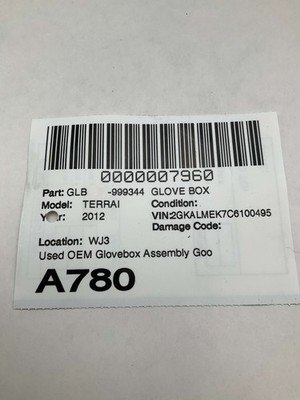 0000007960
Part: GLB -999344 GLOVE BOX
Model: TERRAI Condition:
Year: 2012 VIN:2GKALMEK7C6100495
Damage Code:
Location: WJ3
Used OEM Glovebox Assembly Goo
A780